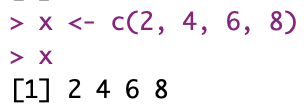 > x <- c(2, 4, 6, 8)
> x
[1] 2 4 6 8